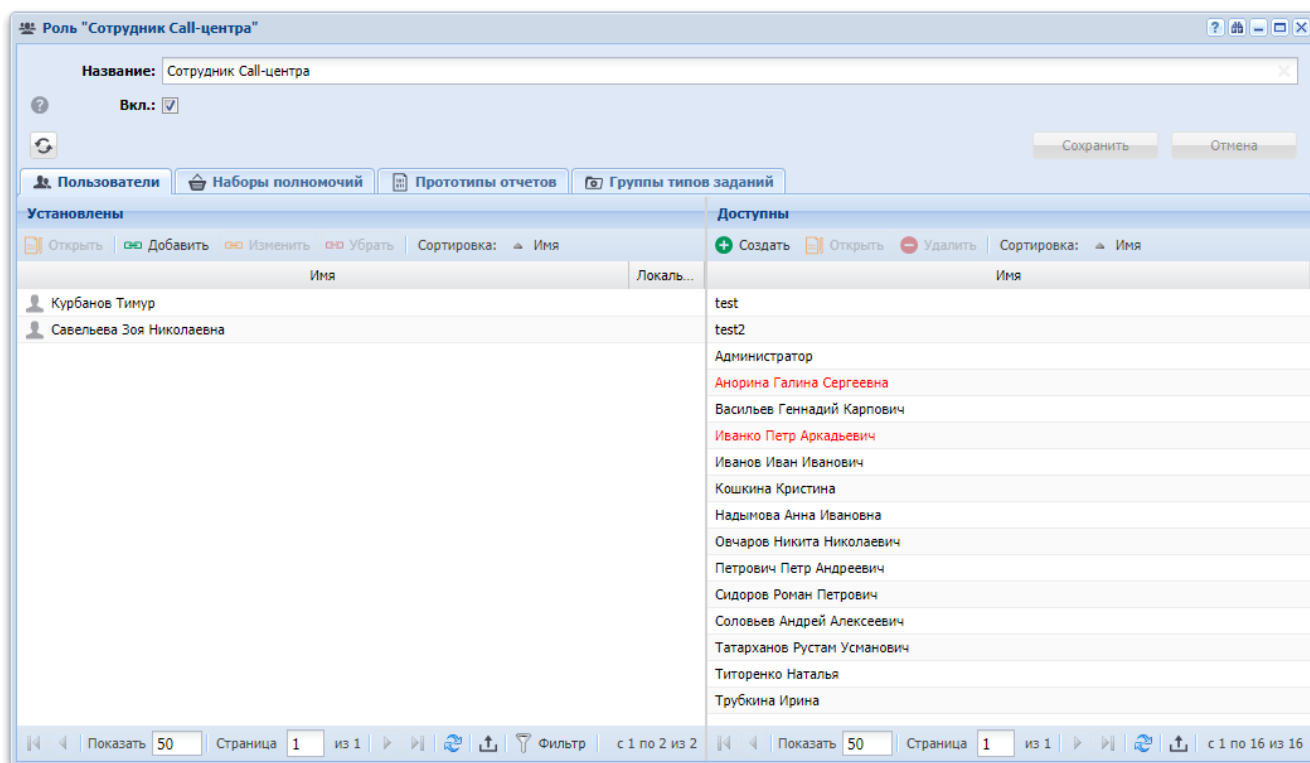 Роль "Сотрудник Call-центра"
Название: Сотрудник Call-центра
Вкл.:
Сохранить Отмена
Пользователи Наборы полномочий Прототипы отчетов Группы типов заданий
Установлены
Открыть Добавить Изменить Убрать Сортировка: Имя
Имя Локаль...
Курбанов Тимур
Савельева Зоя Николаевна
Показать 50 Страница 1 из 1 Фильтр с 1 по 2 из 2
Доступны
Создать Открыть Удалить Сортировка: Имя
Имя
test
test2
Администратор
Анорина Галина Сергеевна
Васильев Геннадий Карпович
Иванко Петр Аркадьевич
Иванов Иван Иванович
Кошкина Кристина
Надымова Анна Ивановна
Овчаров Никита Николаевич
Петрович Петр Андреевич
Сидоров Роман Петрович
Соловьев Андрей Алексеевич
Татарханов Рустам Усманович
Титоренко Наталья
Трубкина Ирина
Показать 50 Страница 1 из 1 с 1 по 16 из 16